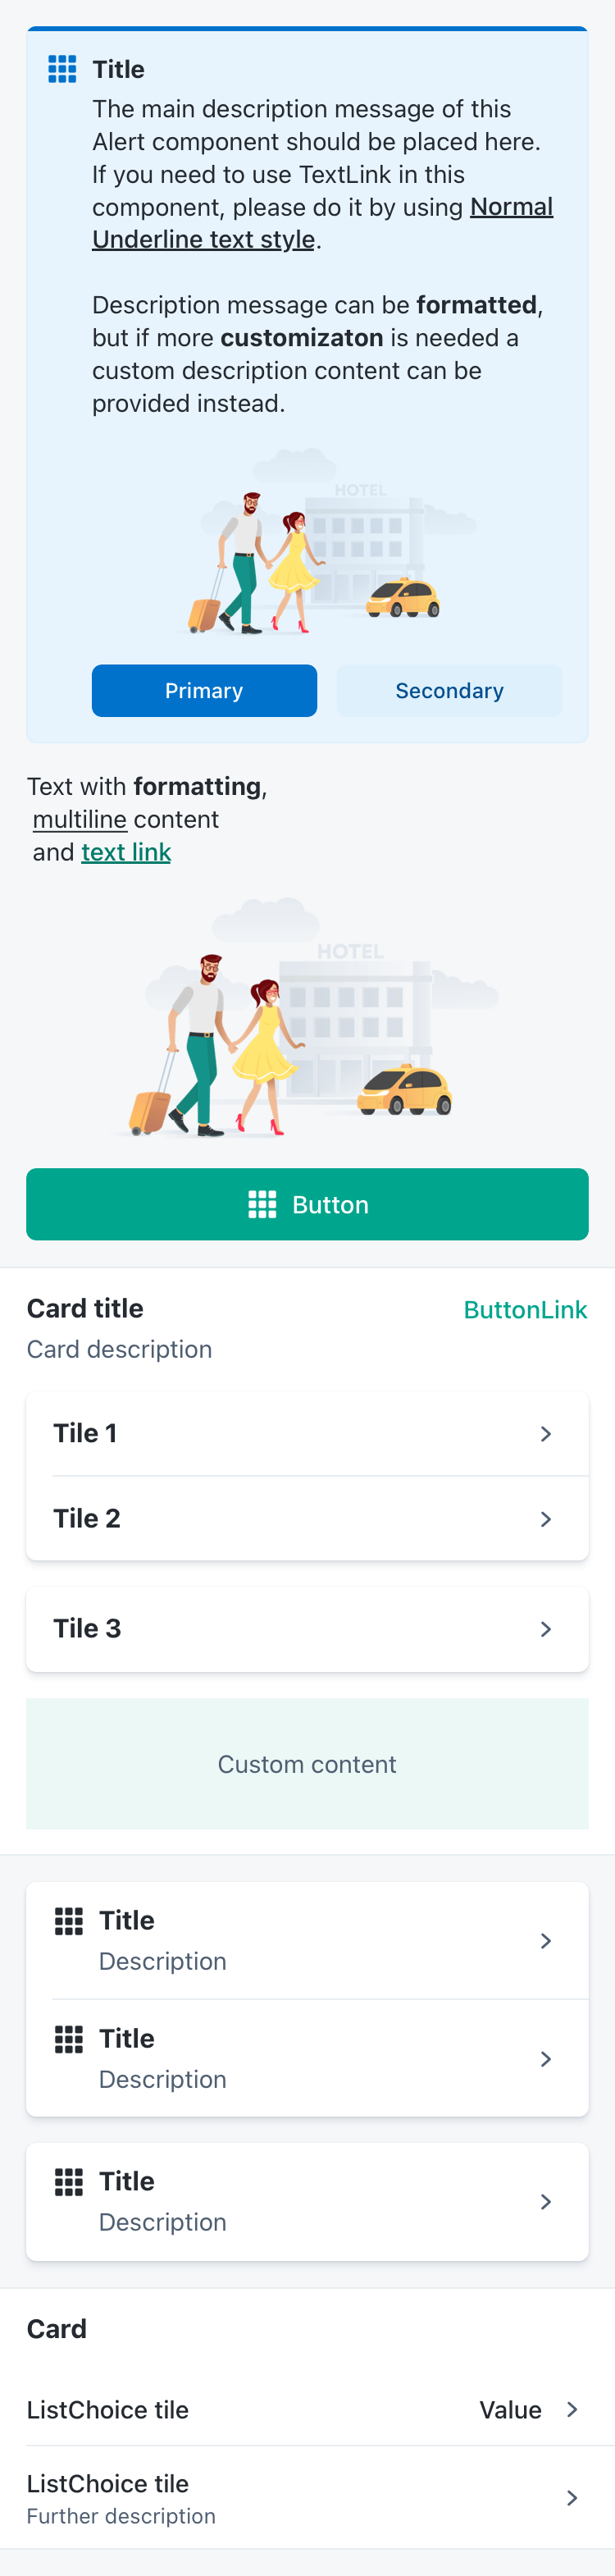 Title
The main description message of this
Alert component should be placed here.
If you need to use TextLink in this
component, please do it by using Normal
Underline text style.
Description message can be formatted,
but if more customizaton is needed a
custom description content can be
provided instead.
HOTEL
Primary
Secondary
Text with formatting,
multiline content
and text link
HOTEL
Button
Card title
ButtonLink
Card description
Tile 1
Tile 2
Tile 3
Custom content
Title
Description
Title
Description
Title
Description
Card
ListChoice tile
Value
ListChoice tile
Further description